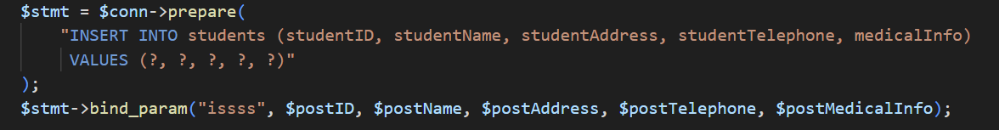 $stmt = $conn->prepare(
"INSERT INTO students (studentID, studentName, studentAddress, studentTelephone, medicalInfo)
VALUES (?, ?, ?, ?, ?)"
);
$stmt->bind_param("issss", $postID, $postName, $postAddress, $postTelephone, $postMedicalInfo);